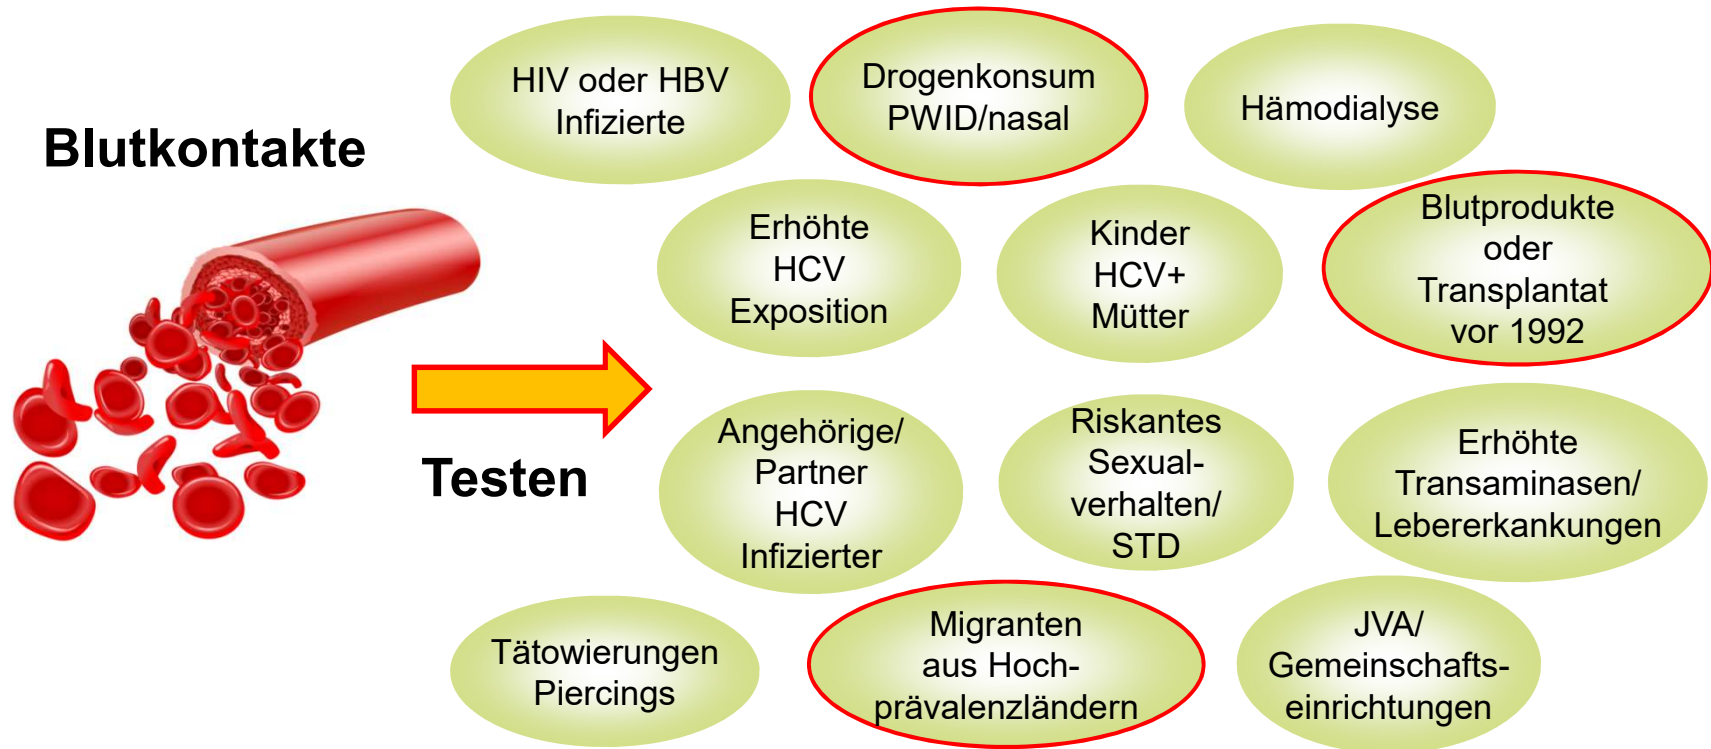 Blutkontakte
Testen
HIV oder HBV
Infizierte
Drogenkonsum
PWID/nasal
Hämodialyse
Erhöhte
HCV
Exposition
Kinder
HCV+
Mütter
Blutprodukte
oder
Transplantat
vor 1992
Angehörige/
Partner
HCV
Infizierter
Riskantes
Sexual-
verhalten/
STD
Erhöhte
Transaminasen/
Lebererkankungen
Tätowierungen
Piercings
Migranten
aus Hoch-
prävalenzländern
JVA/
Gemeinschafts-
einrichtungen